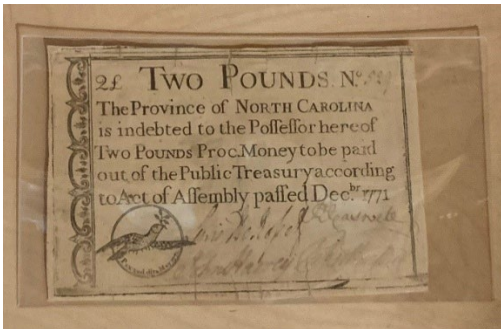 2£ TWO POUNDS. No.
The Province of NORTH CAROLINA
is indebted to the Poſſeſſor hereof
TWO POUNDS Proc.Money to be paid
out of the Public Treasury according
to Act of Aſſembly paſſed Decbr. 1771